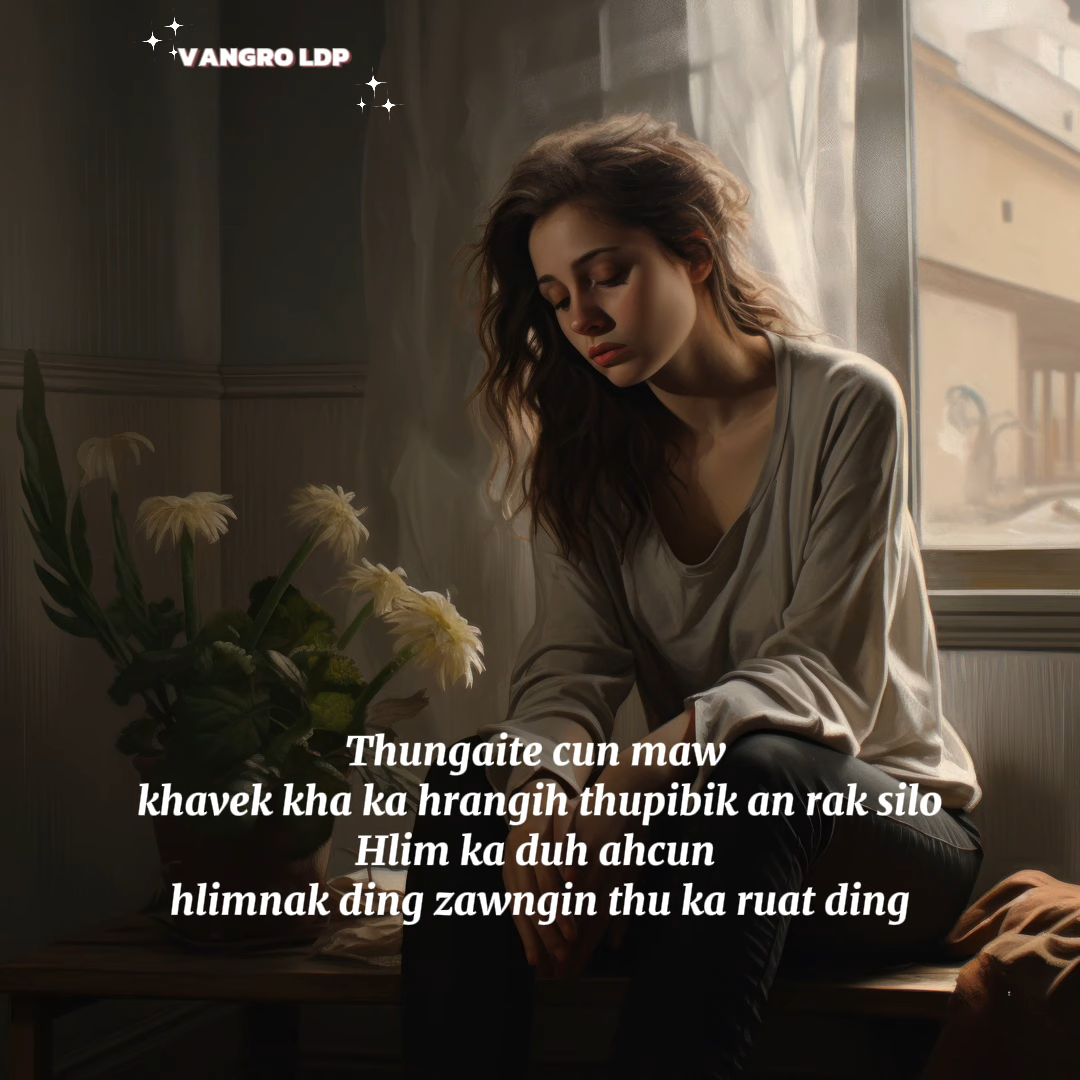 VANGRO LDP
Thungaite cun maw
khavek kha ka hrangih thupibik an rak silo
Hlim ka duh ahcun
hlimnak ding zawngin thu ka ruat ding